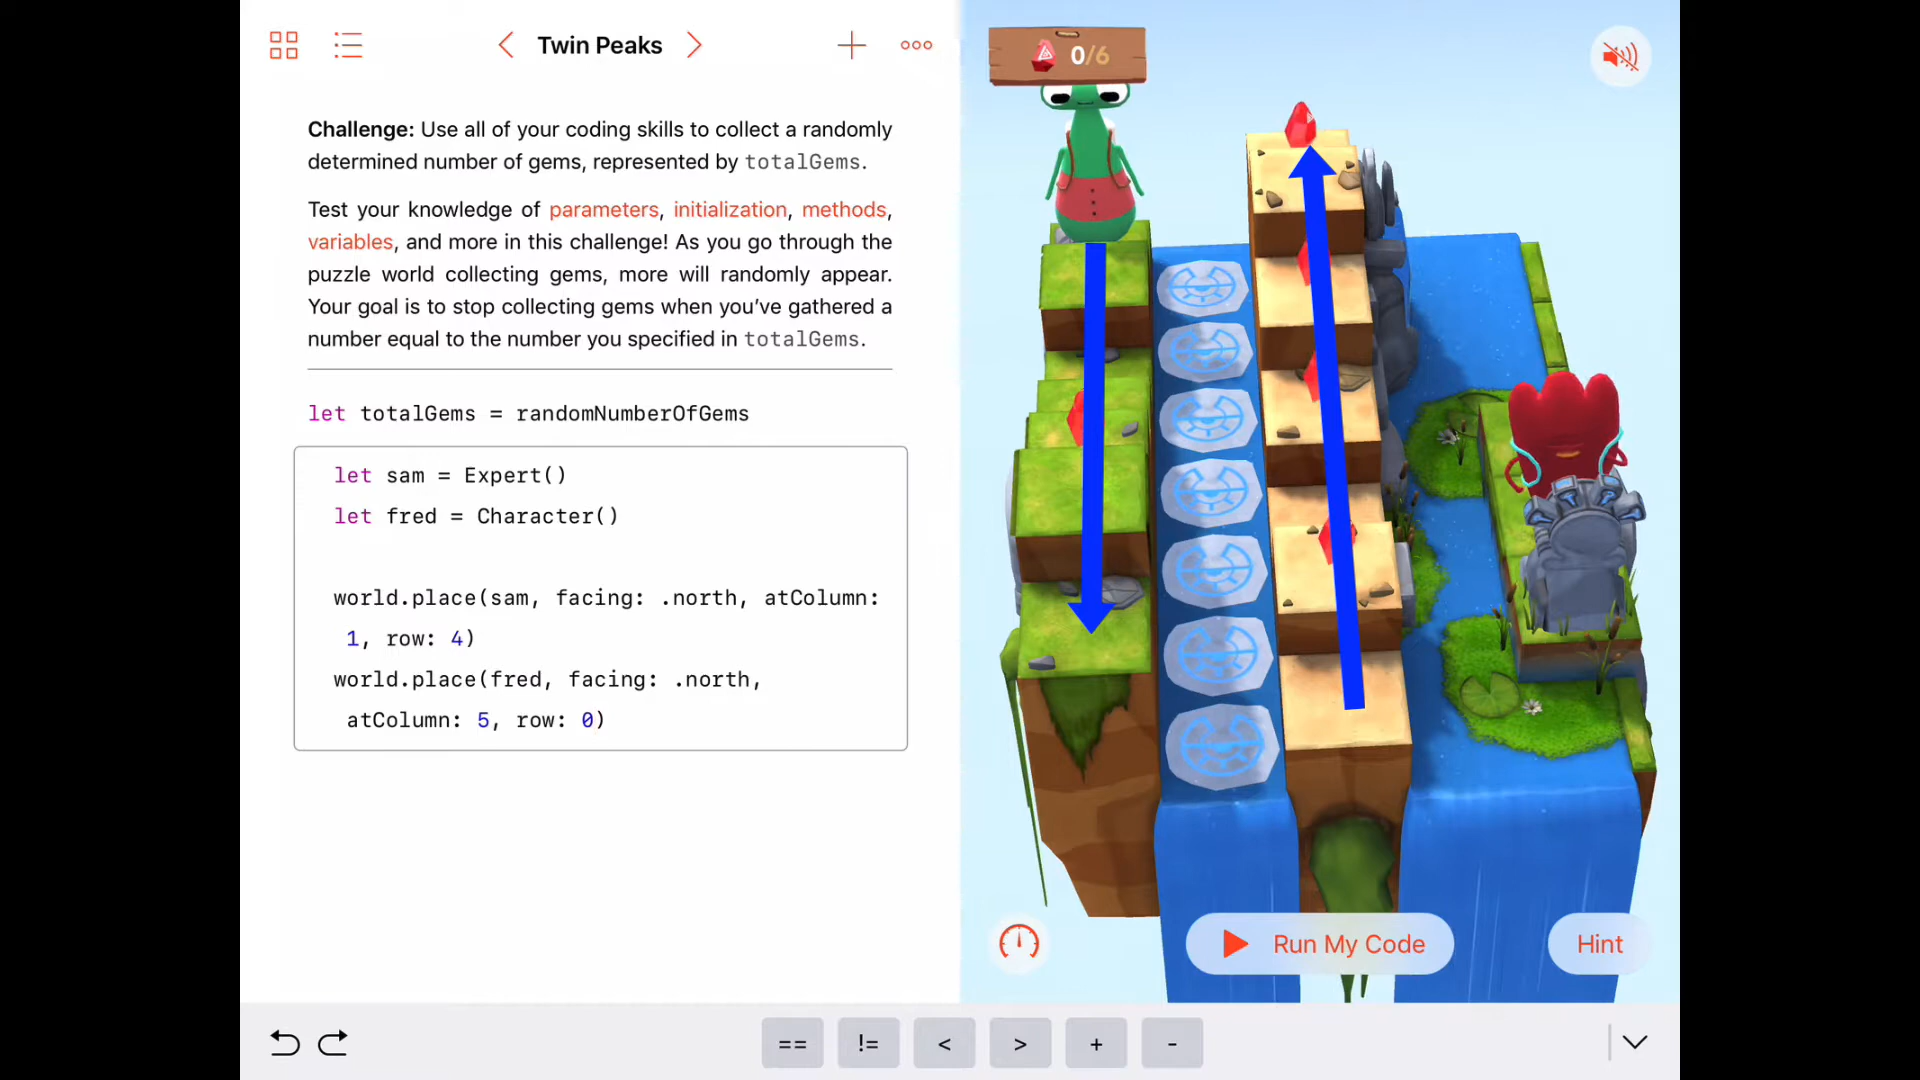 Twin Peaks
Challenge: Use all of your coding skills to collect a randomly
determined number of gems, represented by totalGems.
Test your knowledge of parameters, initialization, methods,
variables, and more in this challenge! As you go through the
puzzle world collecting gems, more will randomly appear.
Your goal is to stop collecting gems when you’ve gathered a
number equal to the number you specified in totalGems.
let totalGems = randomNumberOfGems
let sam = Expert()
let fred = Character()
world.place(sam, facing: .north, atColumn:
1, row: 4)
world.place(fred, facing: .north,
atColumn: 5, row: 0)
0/6
Run My Code
Hint
== != < > + -